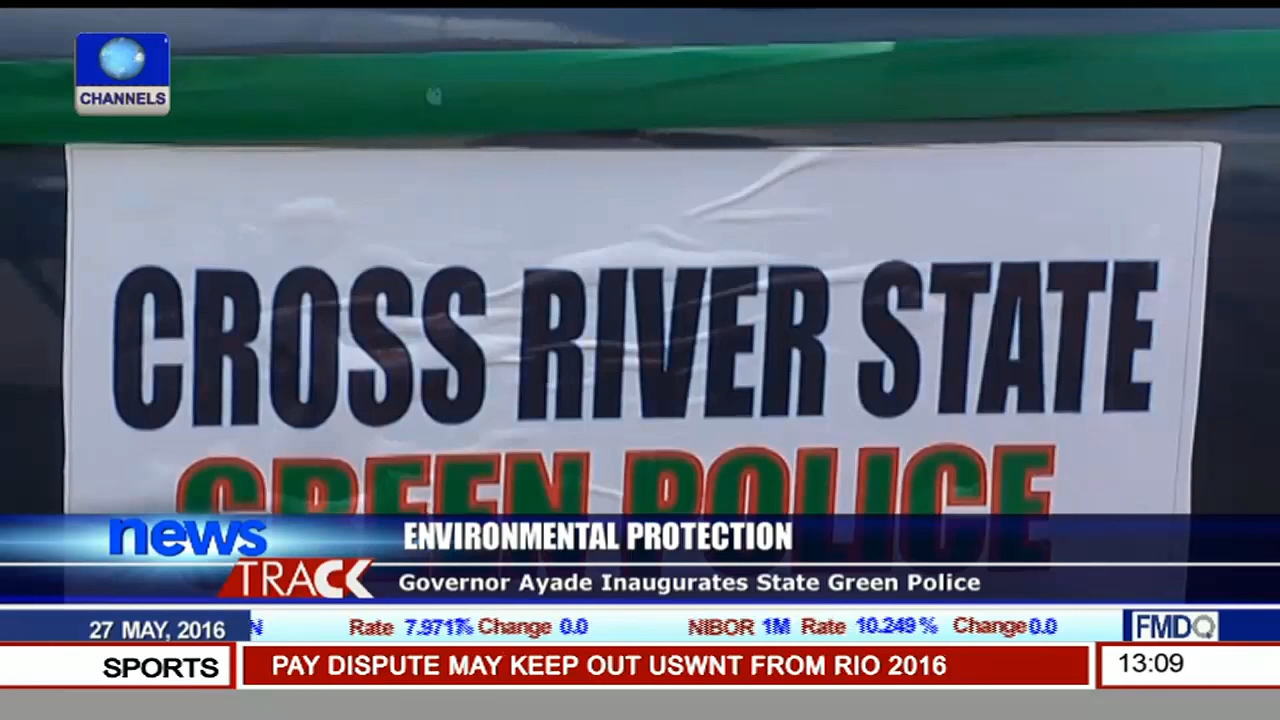 CHANNELS
CROSS RIVER STATE
GREEN POLICE
news
TRACK
ENVIRONMENTAL PROTECTION
Governor Ayade Inaugurates State Green Police
27 MAY, 2016
N Rate 7.971% Change 0.0 NIBOR 1M Rate 10.249 % Change 0.0
FMDQ
SPORTS
PAY DISPUTE MAY KEEP OUT USWNT FROM RIO 2016
13:09